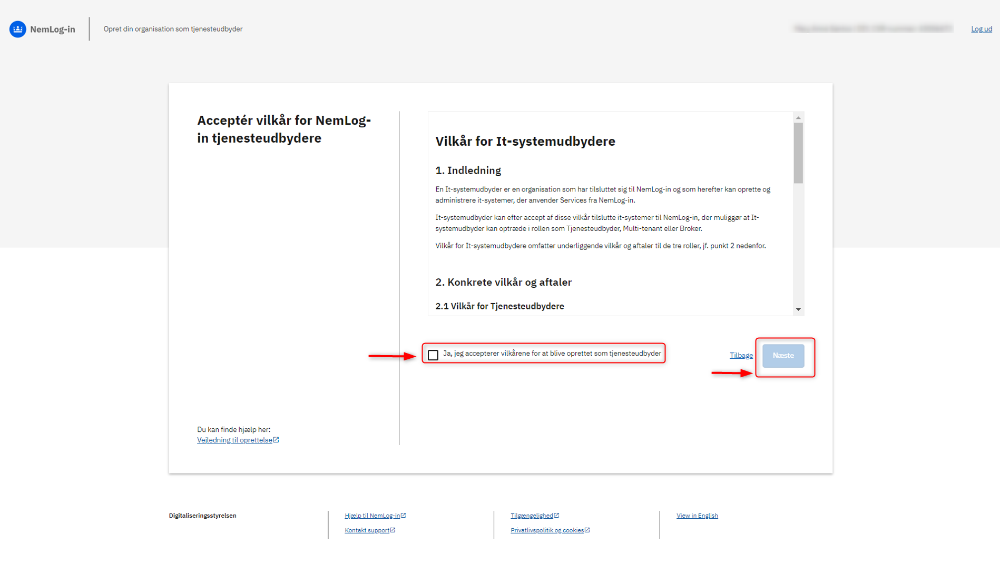 NemLog-in
Opret din organisation som tjenesteudbyder
Log ud
Acceptér vilkår for NemLog-
in tjenesteudbydere
Vilkår for It-systemudbydere
1. Indledning
En It-systemudbyder er en organisation som har tilsluttet sig til NemLog-in og som herefter kan oprette og
administrere it-systemer, der anvender Services fra NemLog-in.
It-systemudbyder kan efter accept af disse vilkår tilslutte it-systemer til NemLog-in, der muliggør at It-
systemudbyder kan optræde i rollen som Tjenesteudbyder, Multi-tenant eller Broker.
Vilkår for It-systemudbydere omfatter underliggende vilkår og aftaler til de tre roller, jf. punkt 2 nedenfor.
2. Konkrete vilkår og aftaler
2.1 Vilkår for Tjenesteudbydere
Ja, jeg accepterer vilkårene for at blive oprettet som tjenesteudbyder
Tilbage
Næste
Du kan finde hjælp her:
Vejledning til oprettelse
Digitaliseringsstyrelsen
Hjælp til NemLog-in
Kontakt support
Tilgængelighed
Privatlivspolitik og cookies
View in English